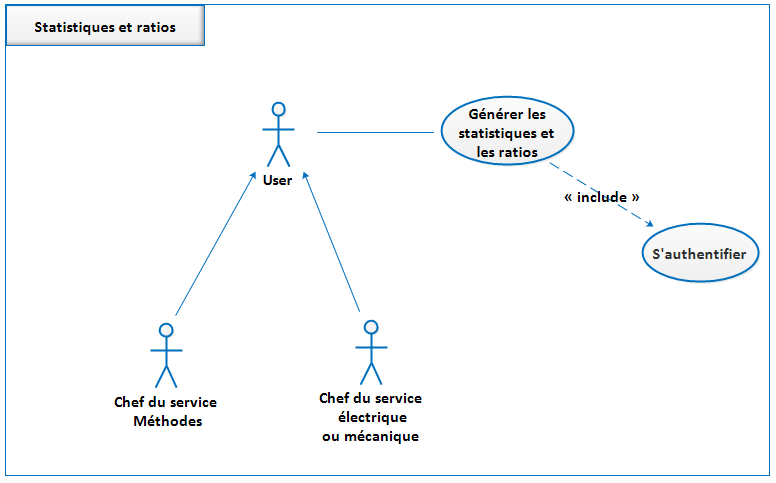 Statistiques et ratios
Générer les
statistiques et
les ratios
User
« include »
S'authentifier
Chef du service
Méthodes
Chef du service
électrique
ou mécanique